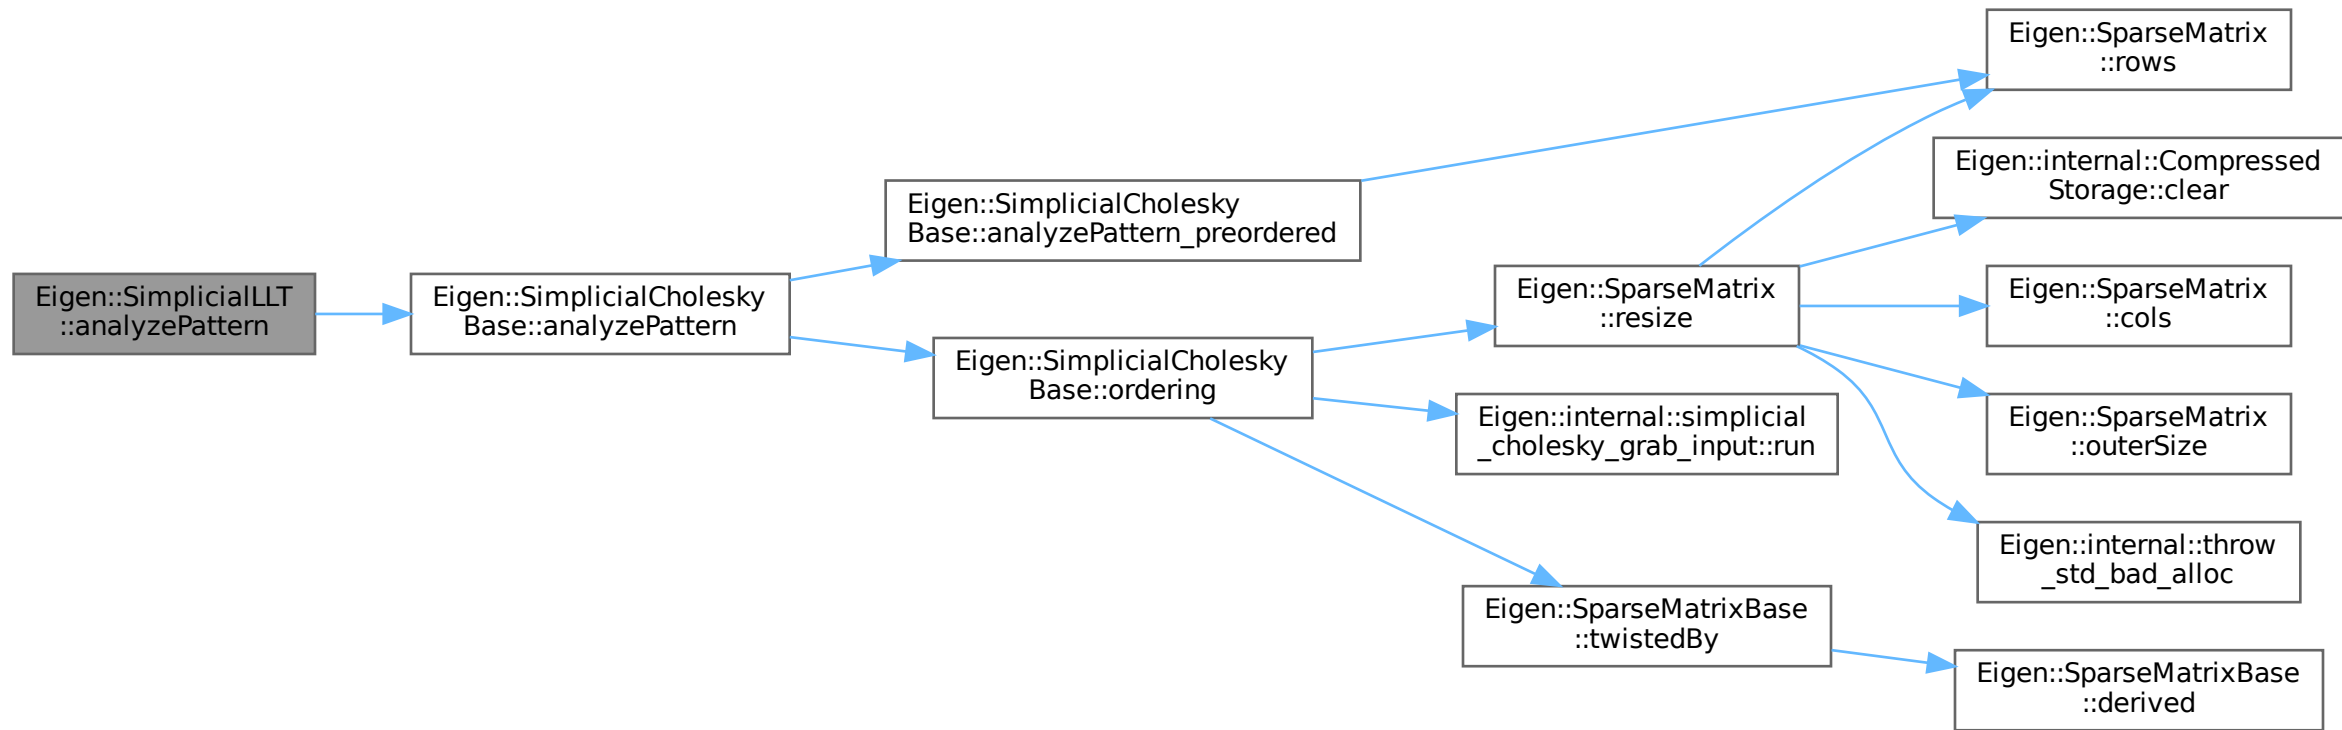 Eigen::SimplicialLLT
::analyzePattern
Eigen::SimplicialCholesky
Base::analyzePattern
Eigen::SimplicialCholesky
Base::analyzePattern_preordered
Eigen::SparseMatrix
::rows
Eigen::SimplicialCholesky
Base::ordering
Eigen::SparseMatrix
::resize
Eigen::internal::Compressed
Storage::clear
Eigen::SparseMatrix
::cols
Eigen::SparseMatrix
::outerSize
Eigen::internal::throw
_std_bad_alloc
Eigen::internal::simplicial
_cholesky_grab_input::run
Eigen::SparseMatrixBase
::twistedBy
Eigen::SparseMatrixBase
::derived